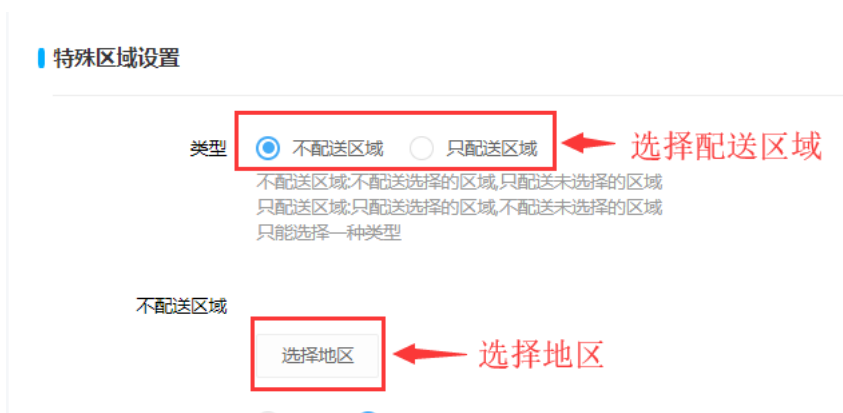 特殊区域设置
类型 不配送区域 只配送区域 选择配送区域
不配送区域:不配送选择的区域,只配送未选择的区域
只配送区域:只配送选择的区域,不配送未选择的区域
只能选择一种类型
不配送区域
选择地区 选择地区